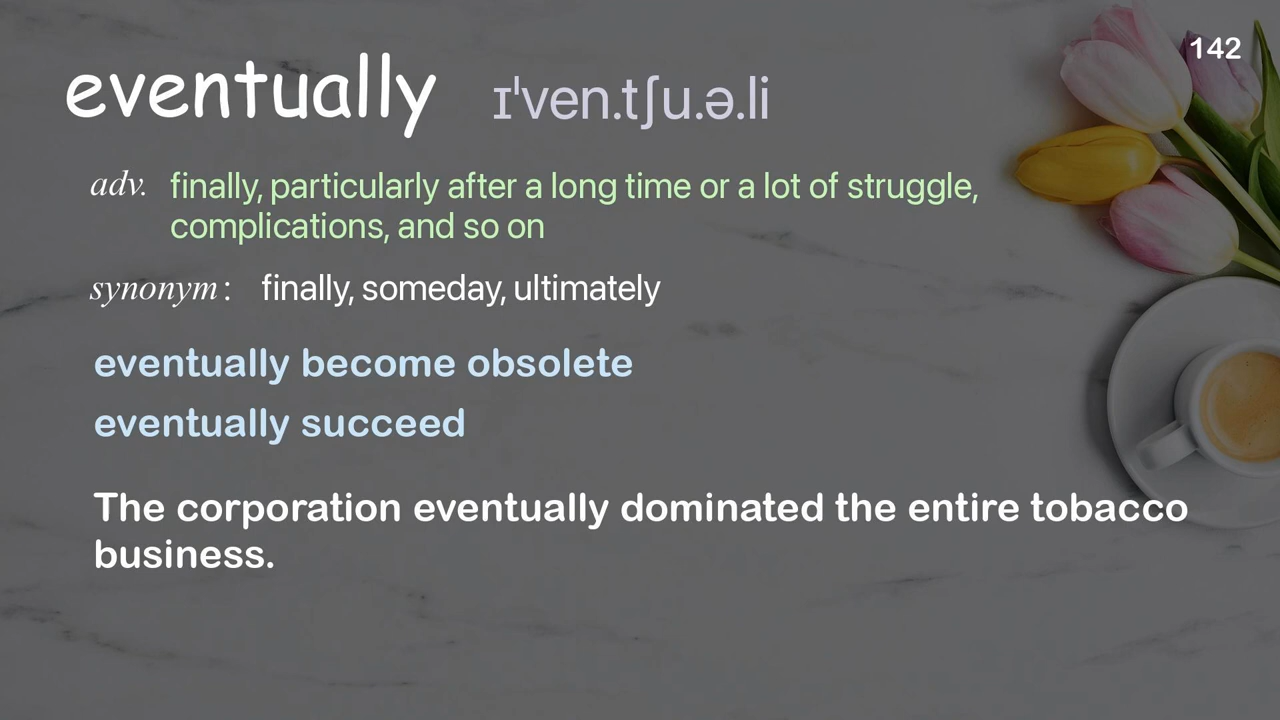 142
eventually ɪˈven.tʃu.ə.li
adv. finally, particularly after a long time or a lot of struggle,
complications, and so on
synonym : finally, someday, ultimately
eventually become obsolete
eventually succeed
The corporation eventually dominated the entire tobacco
business.